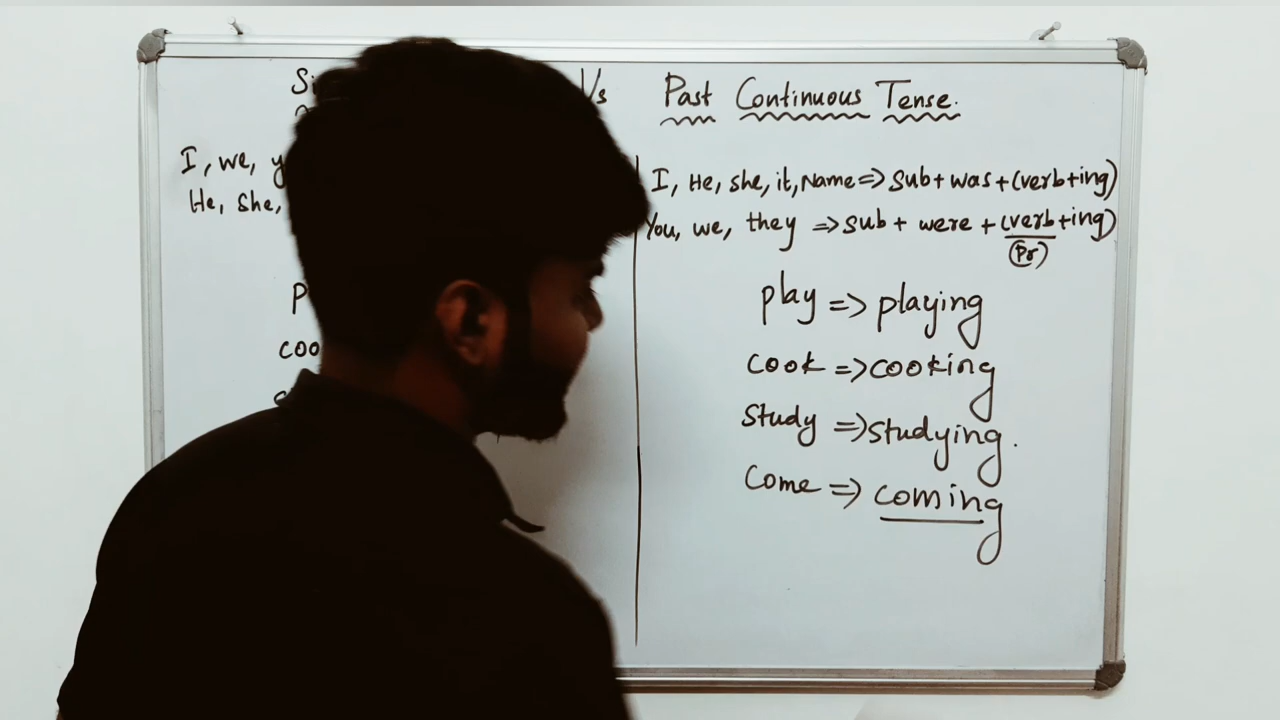 Vs Past Continuous Tense.
I, we,
He, she,
I, He, she, it, Name => Sub + was + (verb+ing)
You, we, they => sub + were + (verb+ing)
(Pr)
play => playing
cook => cooking
Study => studying.
Come => coming